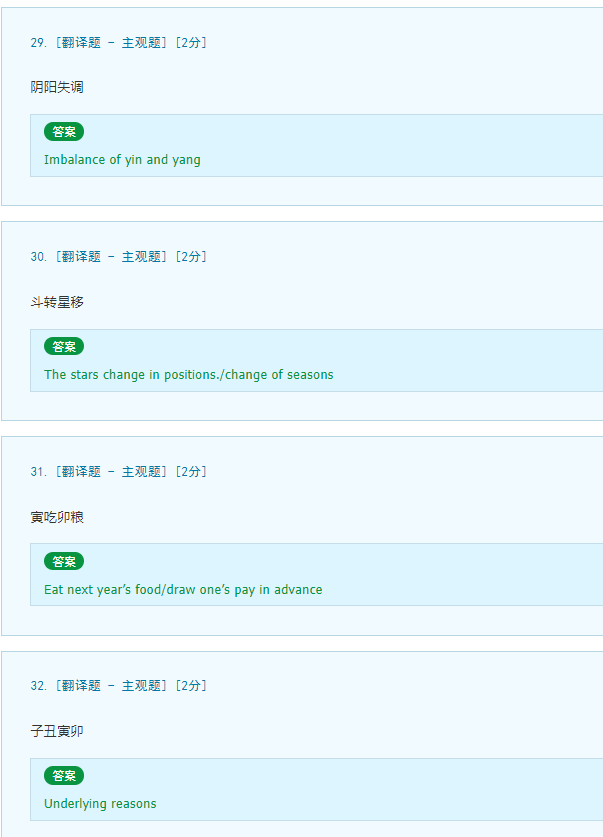 29. [翻译题 - 主观题] [2分]
阴阳失调
答案
Imbalance of yin and yang
30. [翻译题 - 主观题] [2分]
斗转星移
答案
The stars change in positions./change of seasons
31. [翻译题 - 主观题] [2分]
寅吃卯粮
答案
Eat next year’s food/draw one’s pay in advance
32. [翻译题 - 主观题] [2分]
子丑寅卯
答案
Underlying reasons